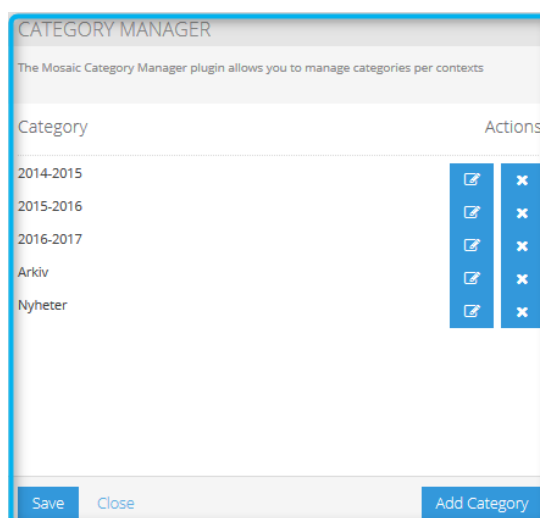 CATEGORY MANAGER
The Mosaic Category Manager plugin allows you to manage categories per contexts
Category Actions
2014-2015
2015-2016
2016-2017
Arkiv
Nyheter
Save Close Add Category